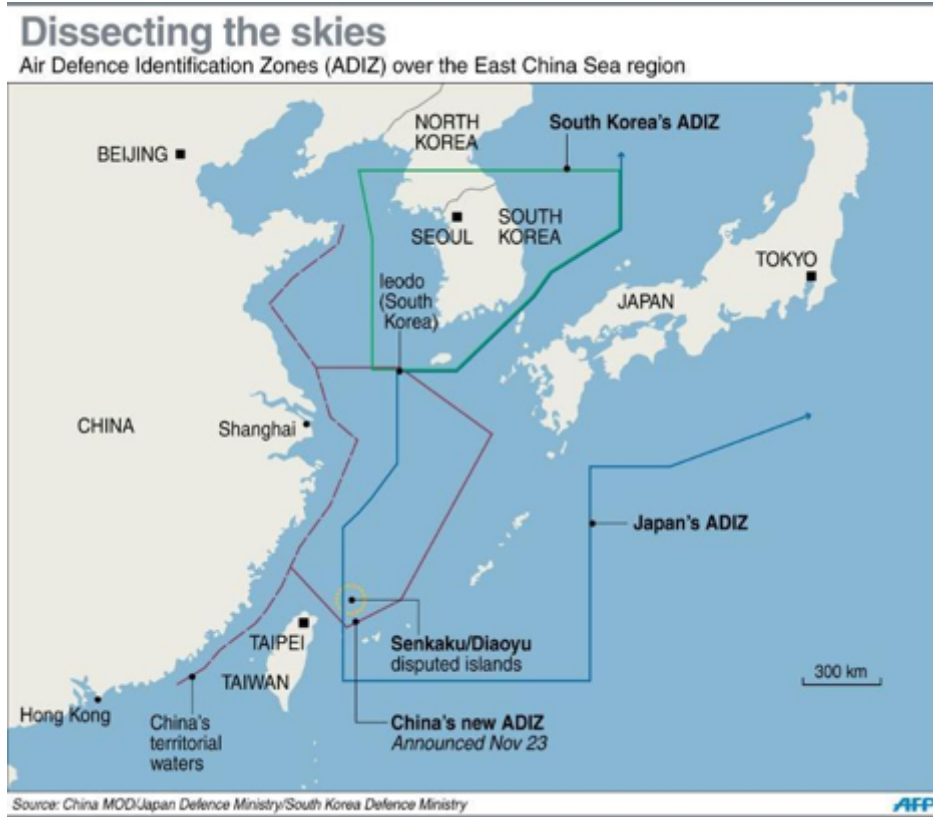 Dissecting the skies
Air Defence Identification Zones (ADIZ) over the East China Sea region
NORTH
KOREA
South Korea's ADIZ
BEIJING
SEOUL
SOUTH
KOREA
TOKYO
Ieodo
(South
Korea)
JAPAN
CHINA
Shanghai
Japan's ADIZ
TAIPEI
Senkaku/Diaoyu
disputed islands
TAIWAN
300 km
Hong Kong
China's
territorial
waters
China's new ADIZ
Announced Nov 23
Source: China MOD/Japan Defence Ministry/South Korea Defence Ministry
AFP